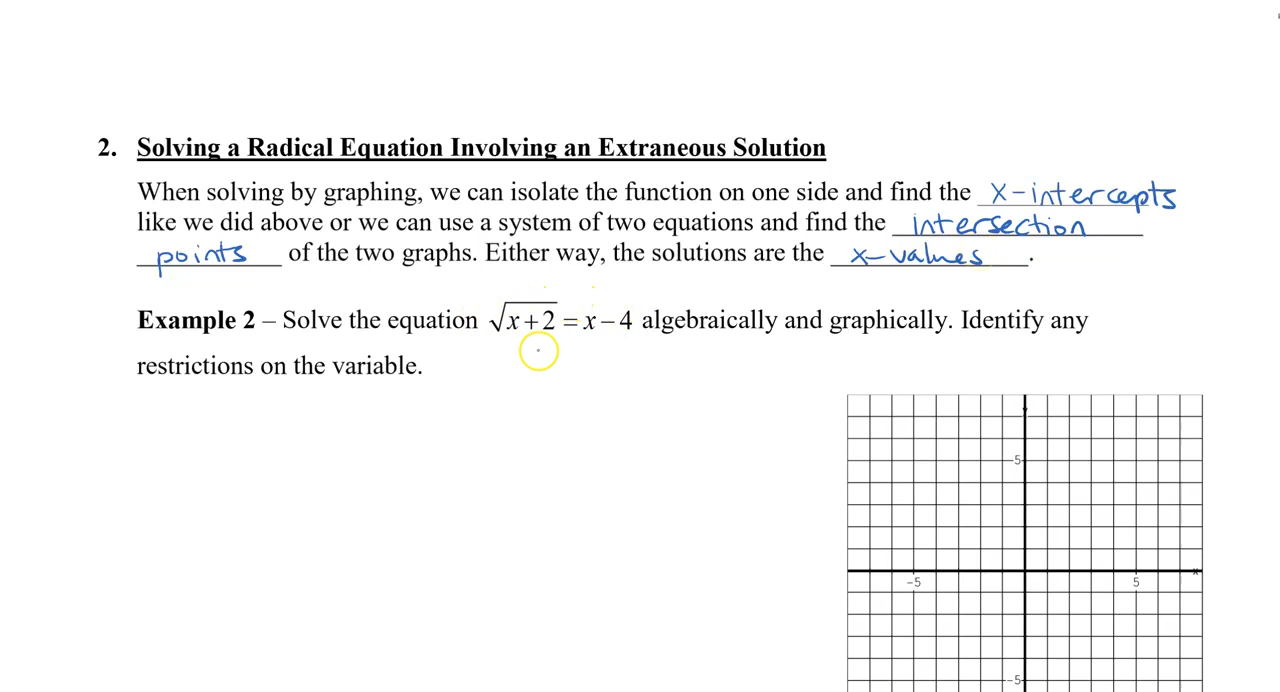 2. Solving a Radical Equation Involving an Extraneous Solution
When solving by graphing, we can isolate the function on one side and find the x-intercepts
like we did above or we can use a system of two equations and find the intersection
points of the two graphs. Either way, the solutions are the x-values.
Example 2 – Solve the equation √x+2 = x – 4 algebraically and graphically. Identify any
restrictions on the variable.
5
-5 5 x
-5